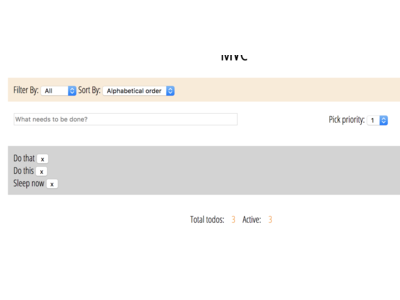 MVC
Filter By: All Sort By: Alphabetical order
What needs to be done? Pick priority: 1
Do that x
Do this x
Sleep now x
Total todos: 3 Active: 3